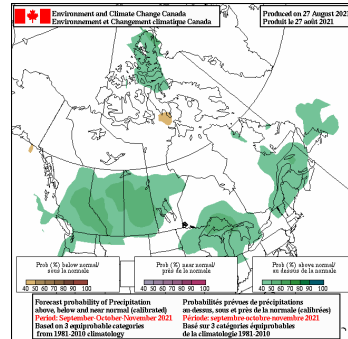 Environment and Climate Change Canada
Environnement et Changement climatique Canada
Produced on 27 August 2021
Produit le 27 août 2021
Prob (%) below normal/
sous la normale
40 50 60 70 80 90 100
Prob (%) near normal/
près de la normale
40 50 60 70 80 90 100
Prob (%) above normal/
au dessous de la normale
40 50 60 70 80 90 100
Forecast probability of Precipitation
above, below and near normal (calibrated)
Period: September-October-November 2021
Based on 3 equiprobable categories
from 1981-2010 climatology
Probabilités prévues de précipitations
au-dessus, sous et près de la normale (calibrées)
Période: septembre-octobre-novembre 2021
Basé sur 3 catégories équiprobables
de la climatologie 1981-2010